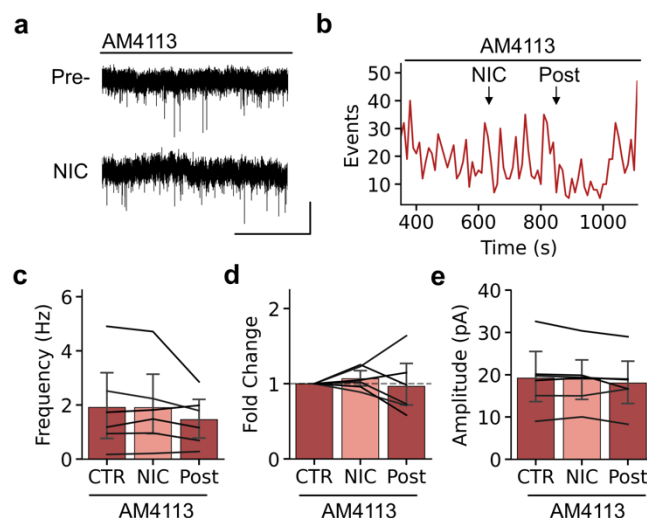 a
AM4113
Pre-
NIC
b
AM4113
NIC Post
50
40
30
20
10
Events
400 600 800 1000
Time (s)
c
6
4
2
0
Frequency (Hz)
CTR NIC Post
AM4113
d
2
1
0
Fold Change
CTR NIC Post
AM4113
e
40
30
20
10
0
Amplitude (pA)
CTR NIC Post
AM4113